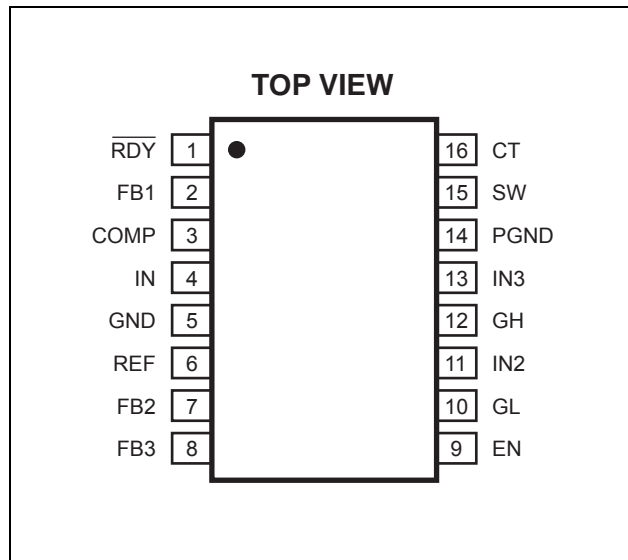 TOP VIEW
RDY 1 16 CT
FB1 2 15 SW
COMP 3 14 PGND
IN 4 13 IN3
GND 5 12 GH
REF 6 11 IN2
FB2 7 10 GL
FB3 8 9 EN